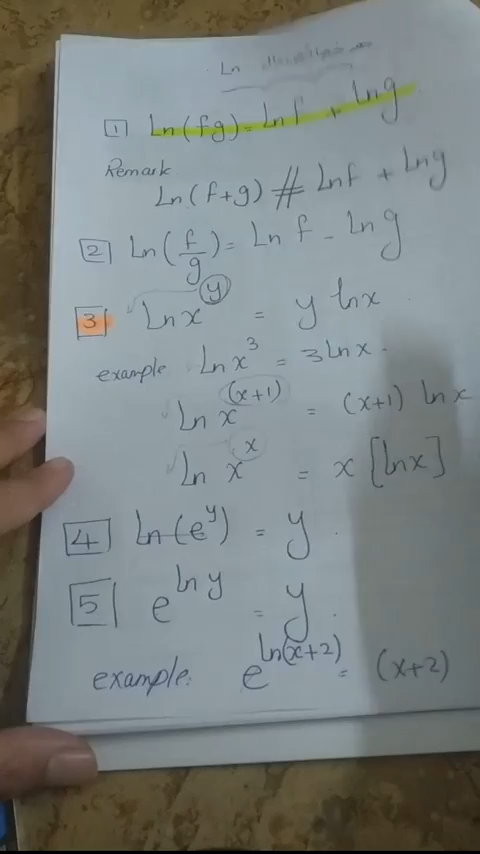 Ln
1 Ln(fg) = lnf + lng
Remark
Ln(f+g) # Lnf + Lng
2 Ln(f/g) = Ln f - Ln g
3 Ln x^y = y lnx
example Ln x^3 = 3 ln x.
Ln x^(x+1) = (x+1) ln x
Ln x^x = x [lnx]
4 ln(e^y) = y.
5 e^ln y = y.
example: e^ln(x+2) = (x+2)